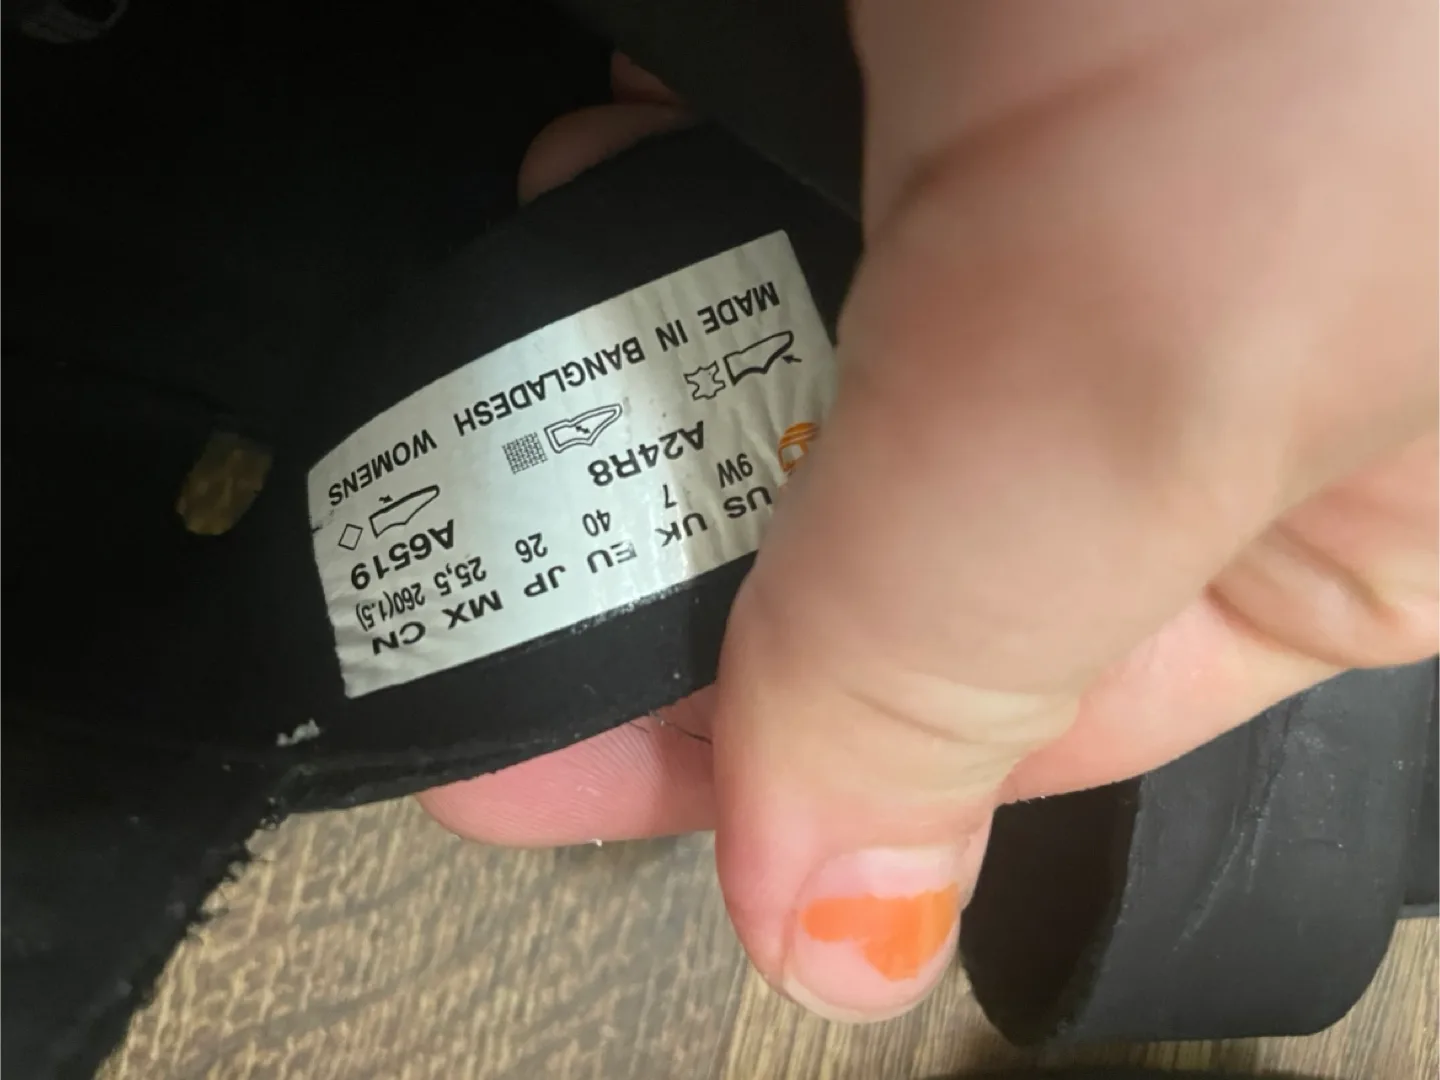 US UK EU JP MX CN
9W 7 40 26 25,5 260(1.5)
A24R8 A6519
MADE IN BANGLADESH WOMENS